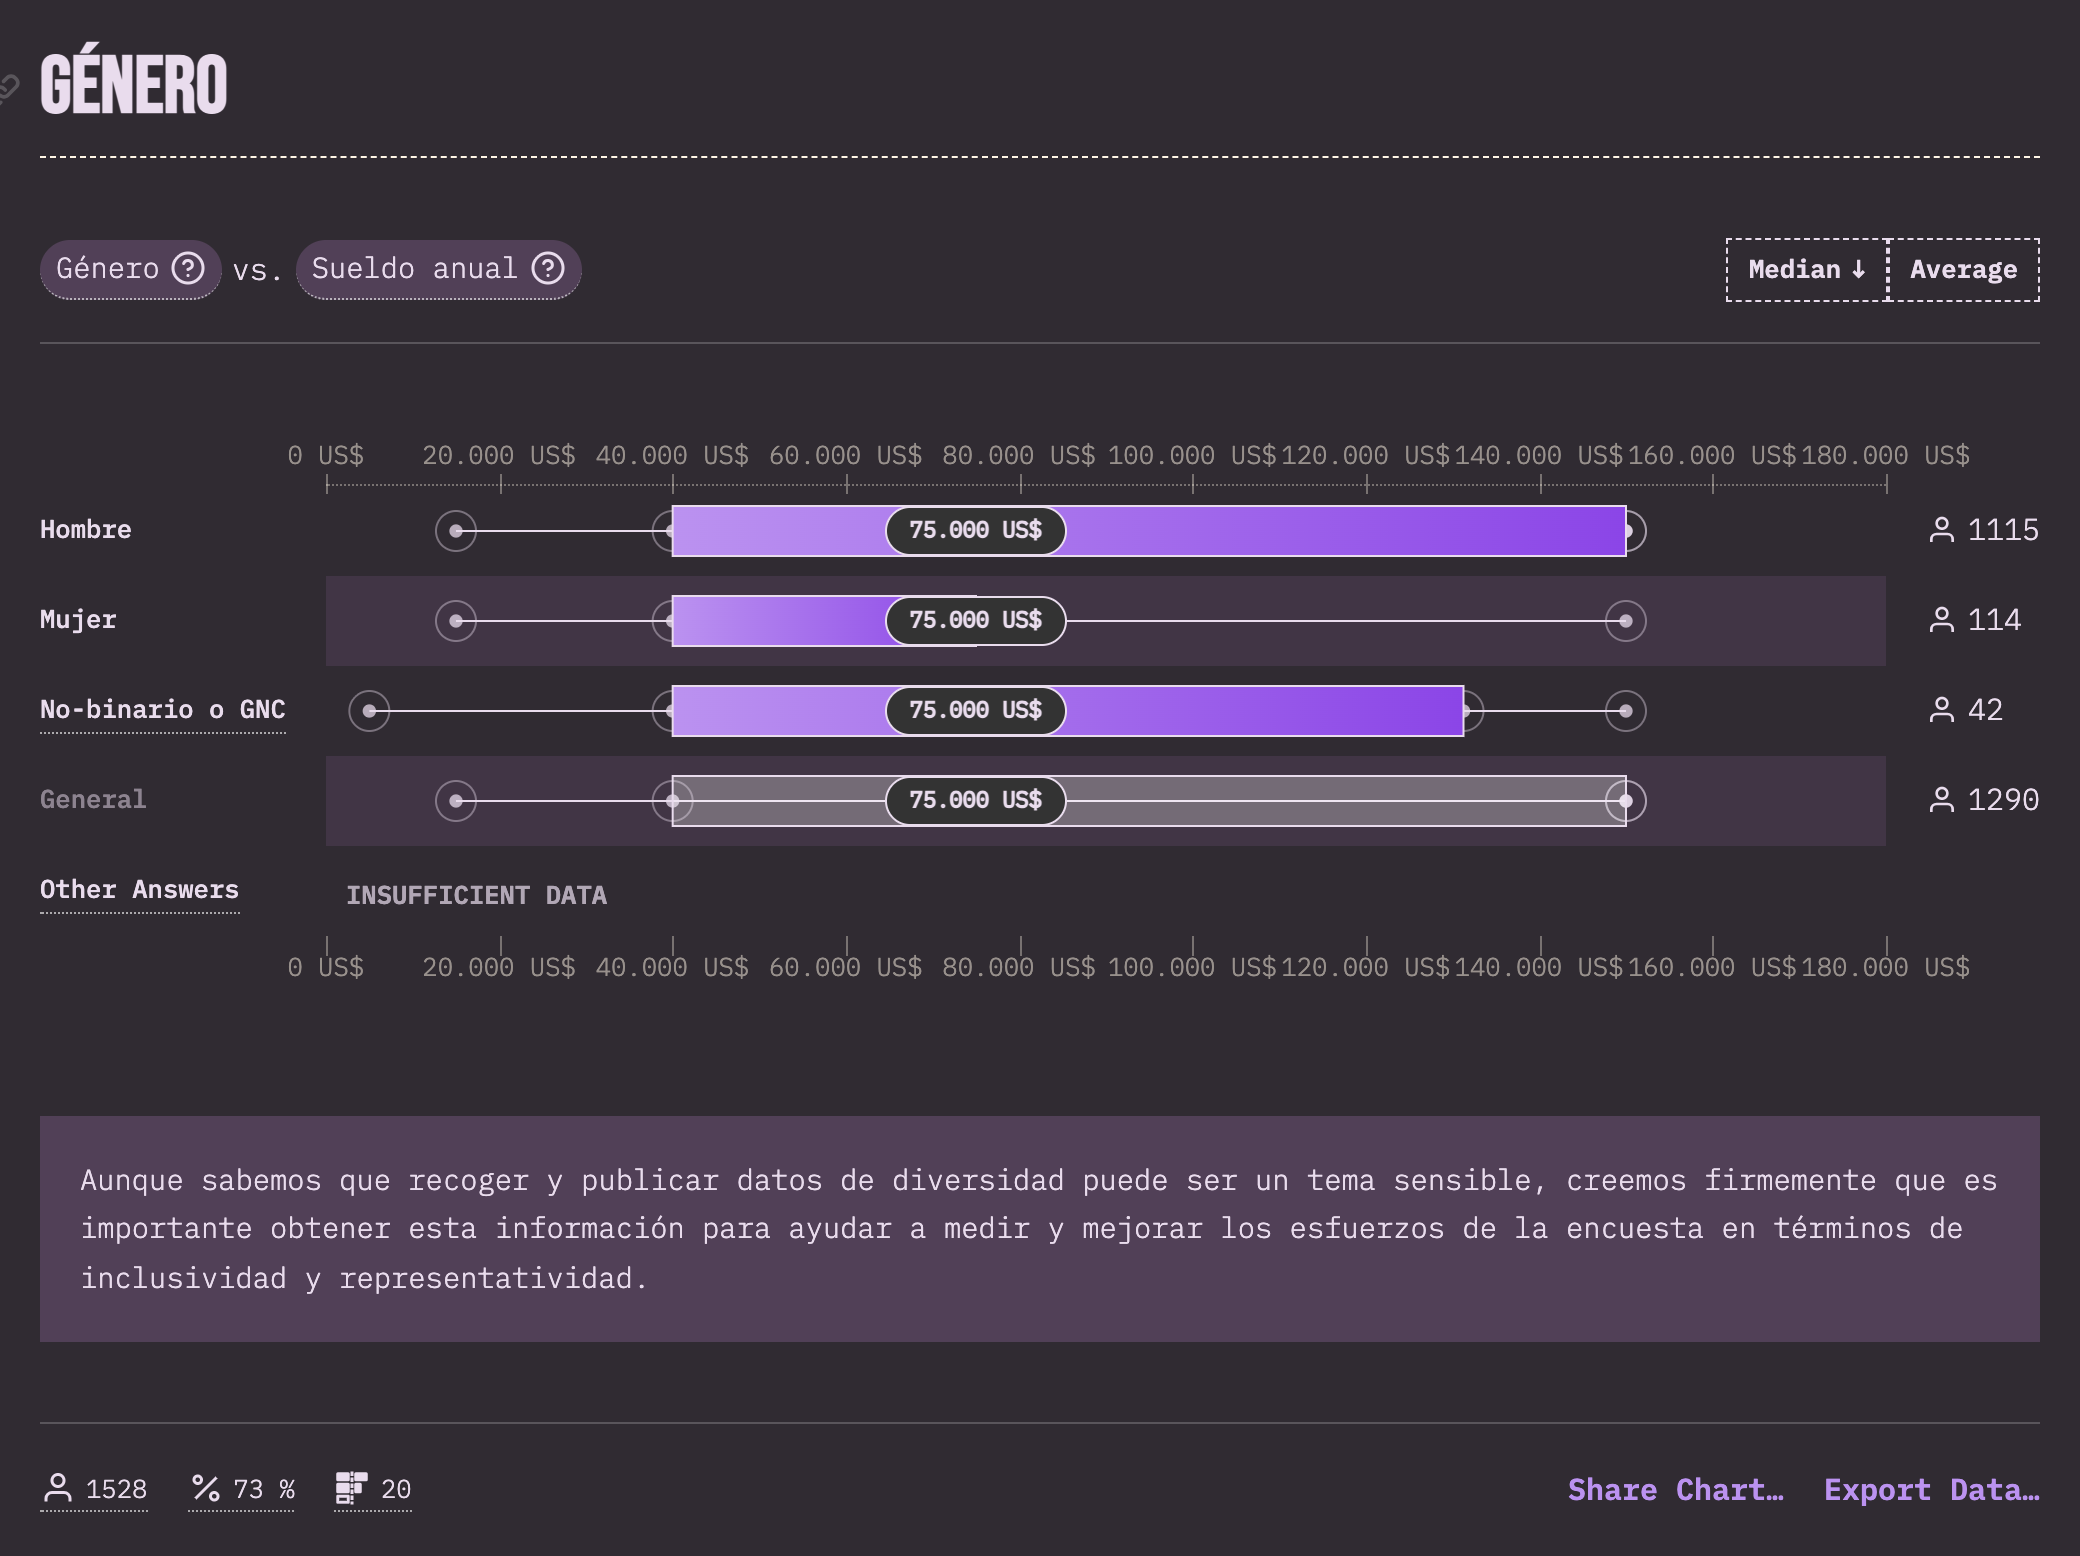 GÉNERO
Género vs. Sueldo anual
Median ↓ Average
0 US$ 20.000 US$ 40.000 US$ 60.000 US$ 80.000 US$ 100.000 US$ 120.000 US$ 140.000 US$ 160.000 US$ 180.000 US$
Hombre 75.000 US$ 1115
Mujer 75.000 US$ 114
No-binario o GNC 75.000 US$ 42
General 75.000 US$ 1290
Other Answers INSUFFICIENT DATA
0 US$ 20.000 US$ 40.000 US$ 60.000 US$ 80.000 US$ 100.000 US$ 120.000 US$ 140.000 US$ 160.000 US$ 180.000 US$
Aunque sabemos que recoger y publicar datos de diversidad puede ser un tema sensible, creemos firmemente que es
importante obtener esta información para ayudar a medir y mejorar los esfuerzos de la encuesta en términos de
inclusividad y representatividad.
1528 73 % 20 Share Chart… Export Data…